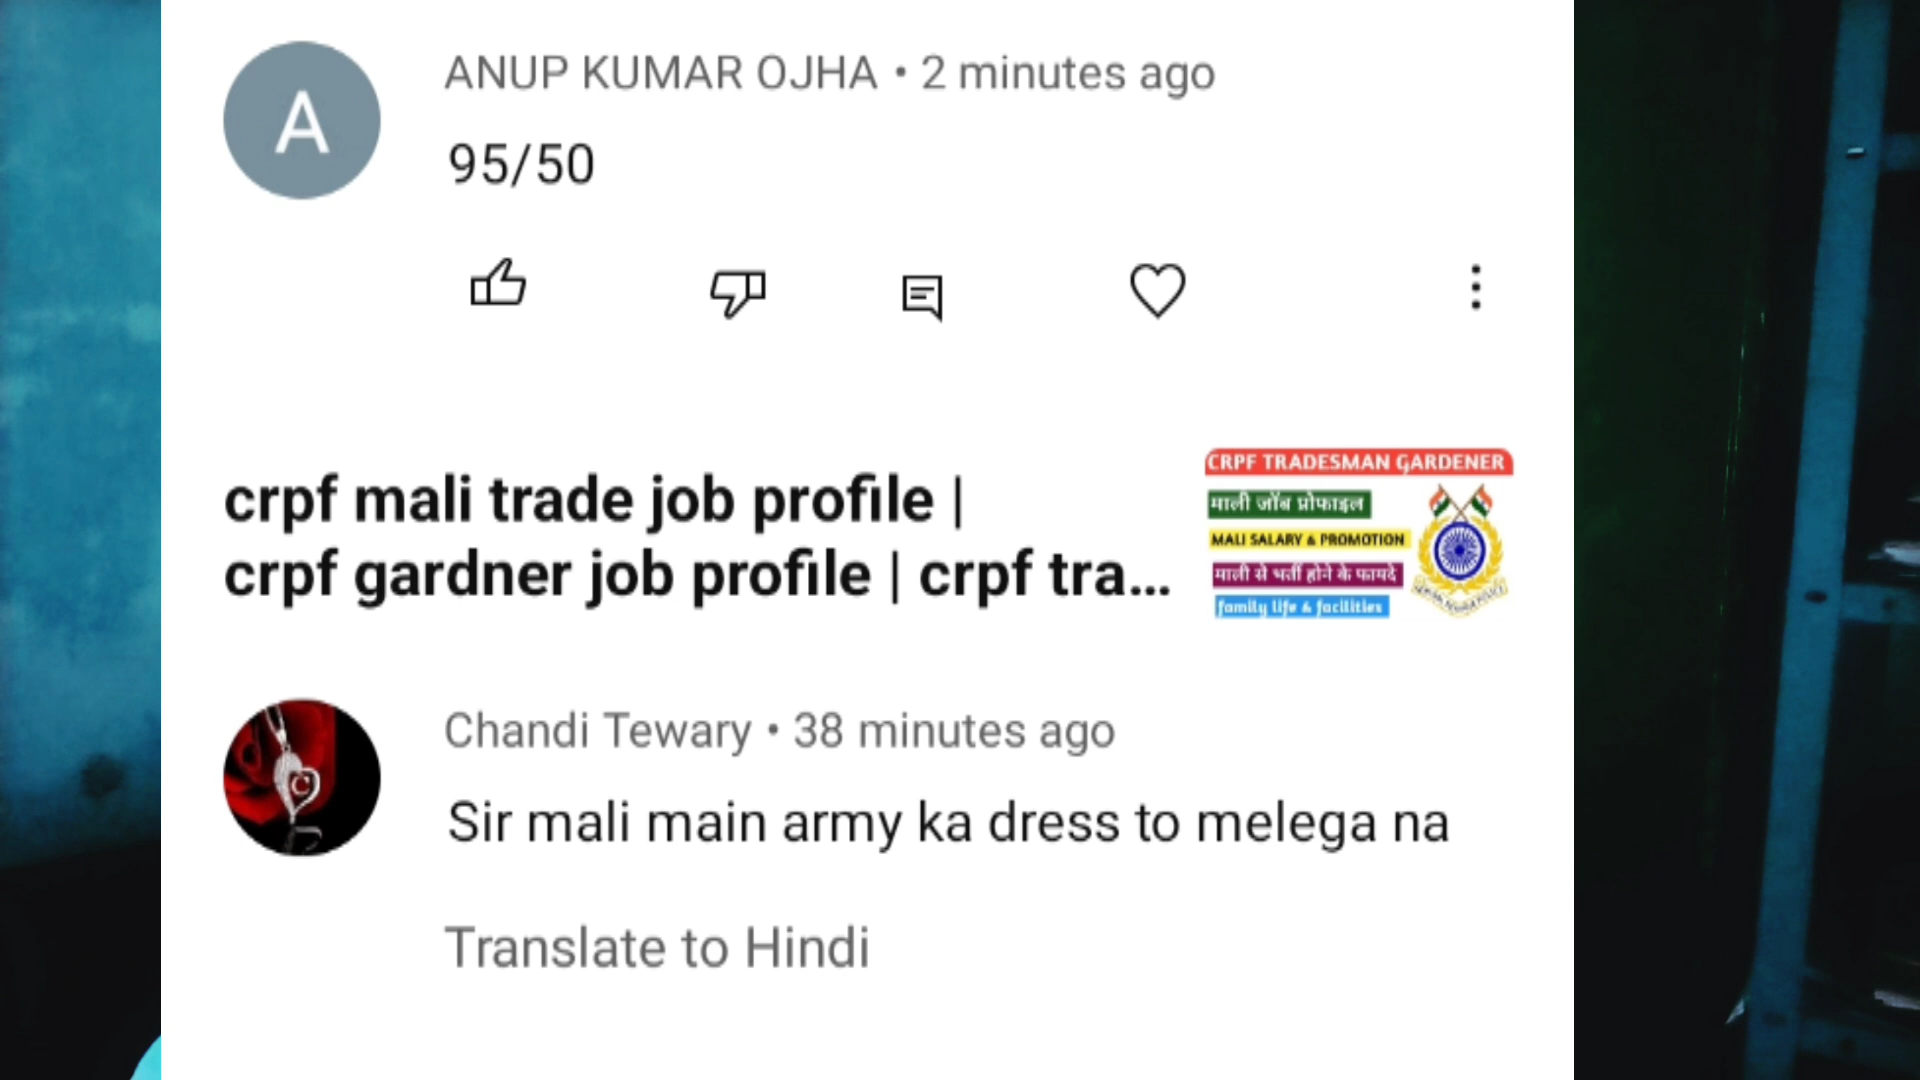 A
ANUP KUMAR OJHA • 2 minutes ago
95/50
crpf mali trade job profile |
crpf gardner job profile | crpf tra...
CRPF TRADESMAN GARDENER
माली जॉब प्रोफाइल
MALI SALARY & PROMOTION
माली से भर्ती होने के फायदे
family life & facilities
C
Chandi Tewary • 38 minutes ago
Sir mali main army ka dress to melega na
Translate to Hindi